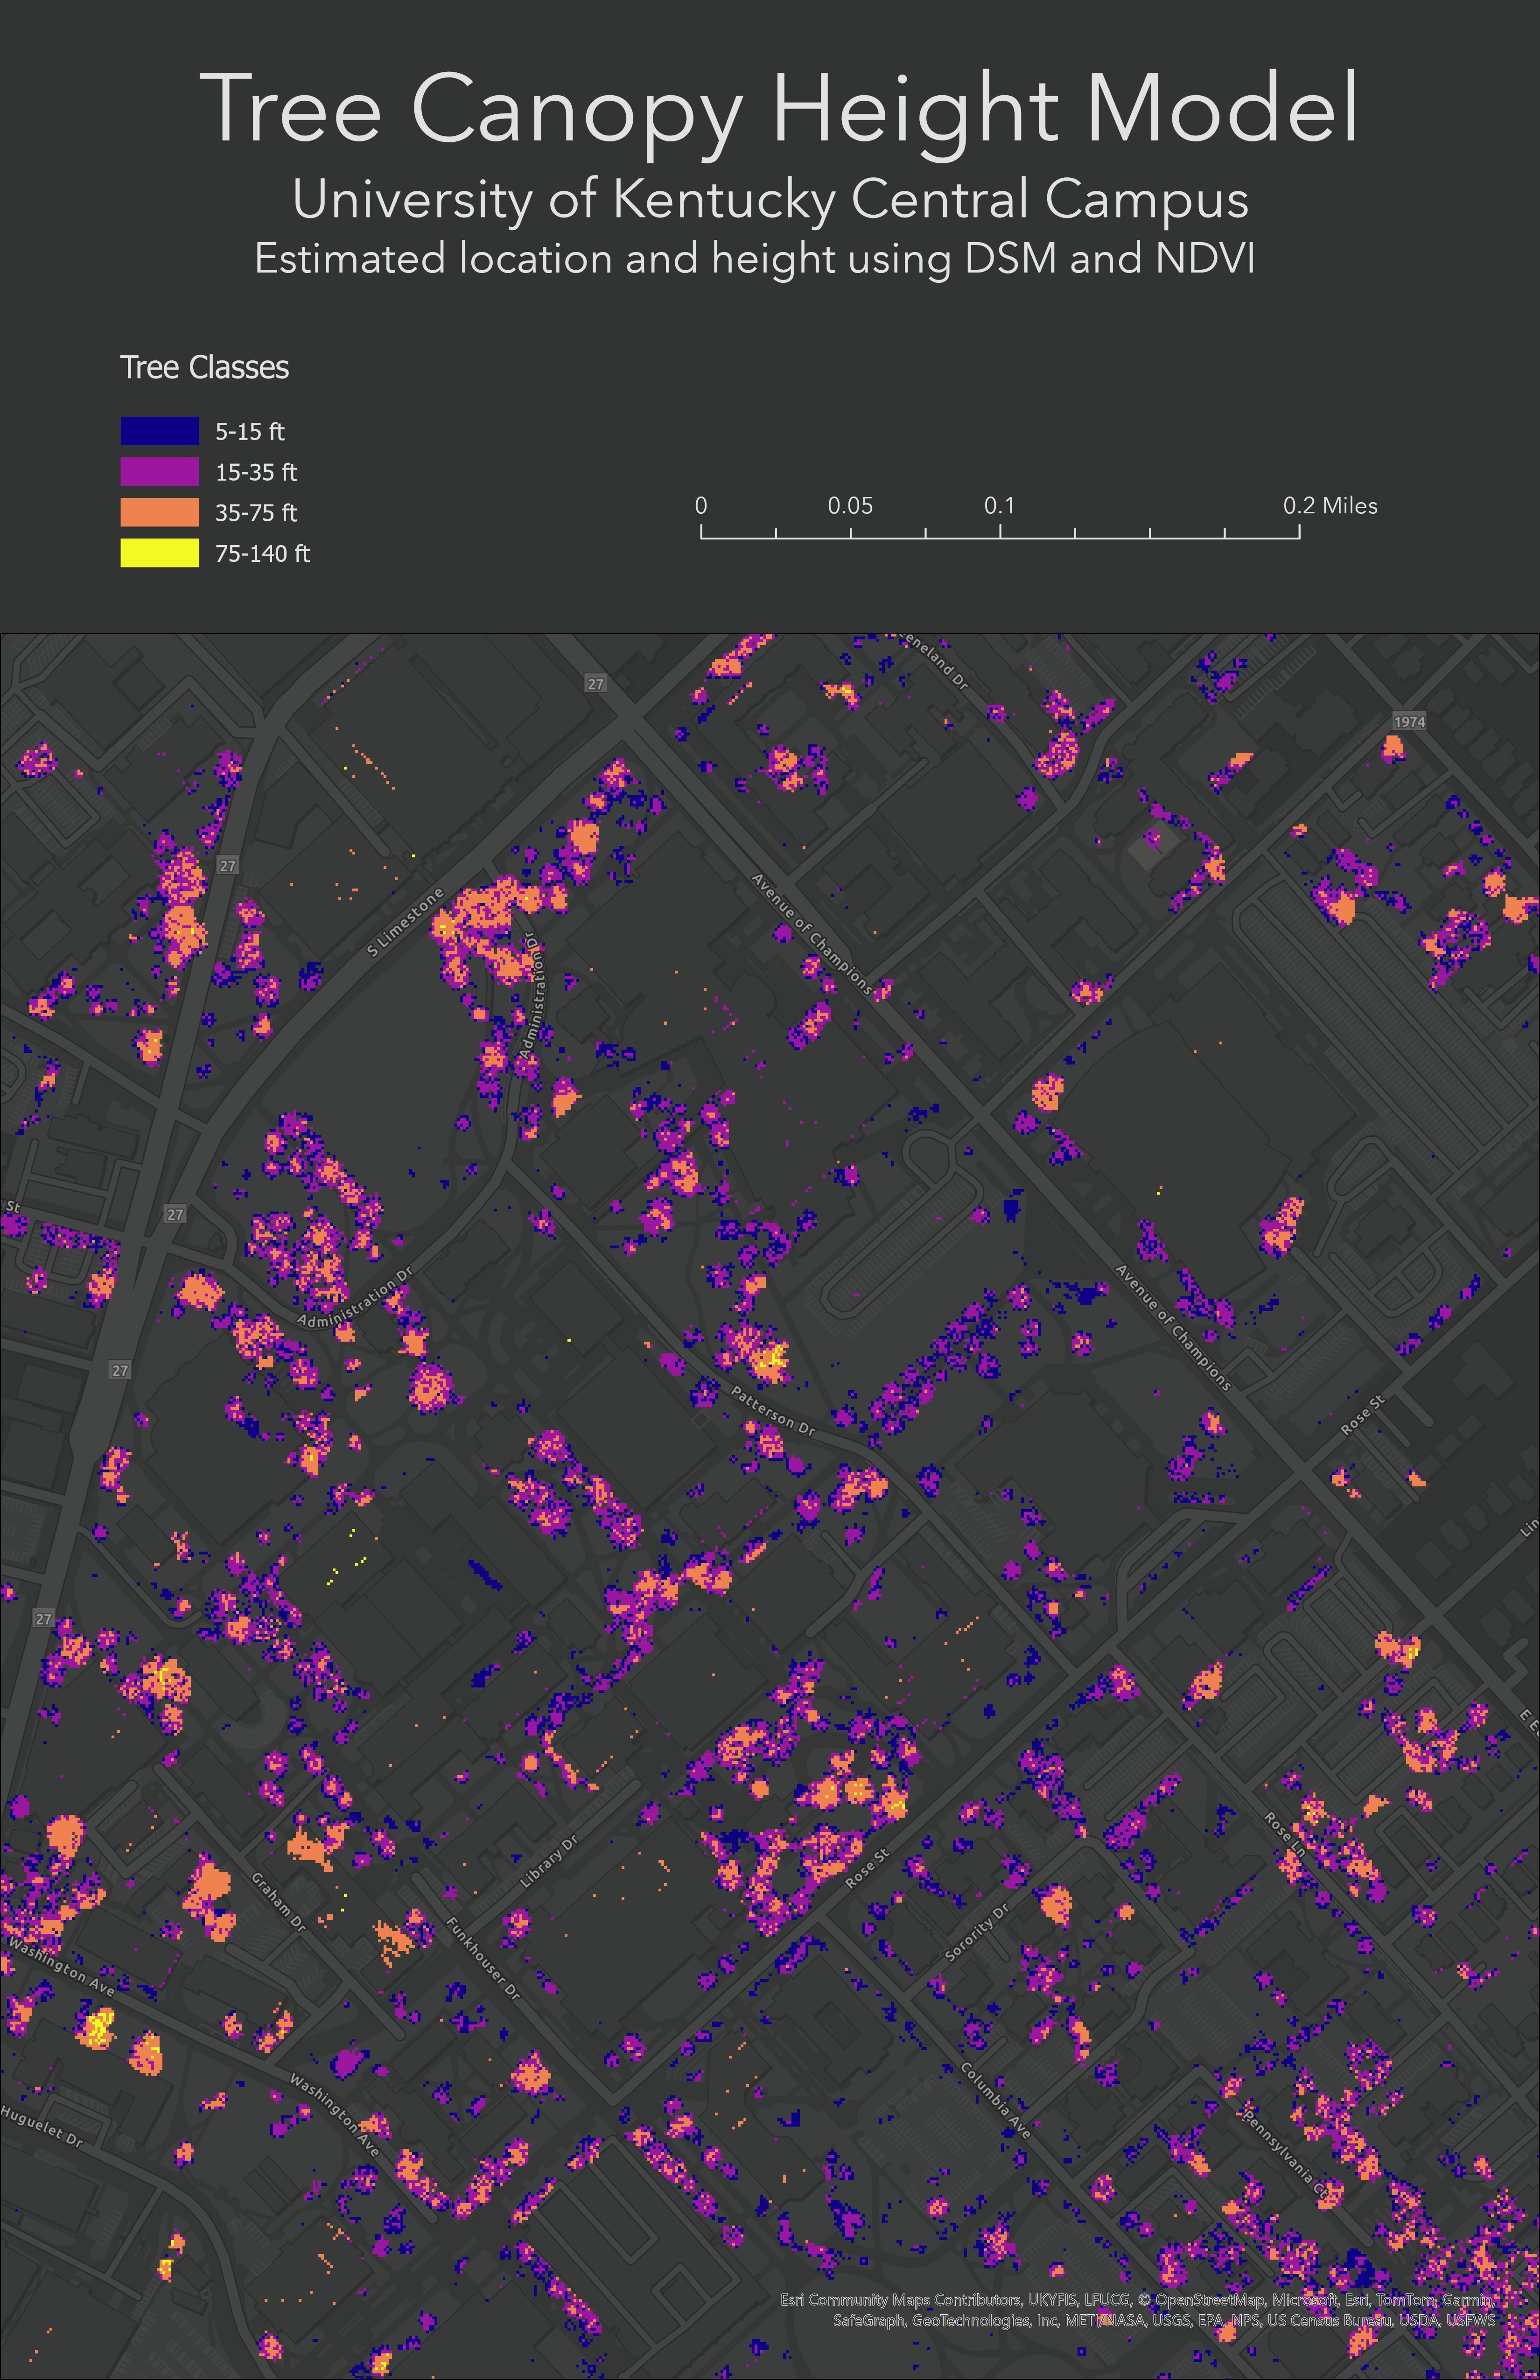 Tree Canopy Height Model
University of Kentucky Central Campus
Estimated location and height using DSM and NDVI
Tree Classes
5-15 ft
15-35 ft
35-75 ft
75-140 ft
0 0.05 0.1 0.2 Miles
27
1974
27
S Limestone
Avenue of Champions
Administration Dr
St
27
Administration Dr
Avenue of Champions
27
Patterson Dr
Rose St
27
Library Dr
Rose St
Rose Ln
Graham Dr
Funkhouser Dr
Sorority Dr
Washington Ave
Washington Ave
Columbia Ave
Huguelet Dr
Pennsylvania Ct
Esri Community Maps Contributors, UKYFIS, LFUCG, © OpenStreetMap, Microsoft, Esri, TomTom, Garmin,
SafeGraph, GeoTechnologies, Inc, METI/NASA, USGS, EPA, NPS, US Census Bureau, USDA, USFWS